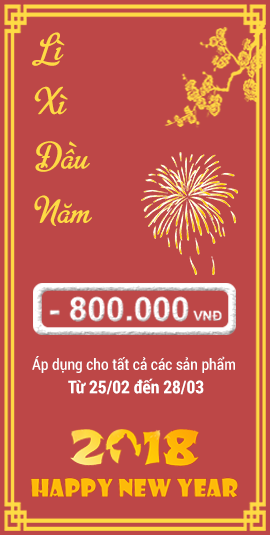 Lì
Xì
Đầu
Năm
- 800.000 VNĐ
Áp dụng cho tất cả các sản phẩm
Từ 25/02 đến 28/03
2018
HAPPY NEW YEAR